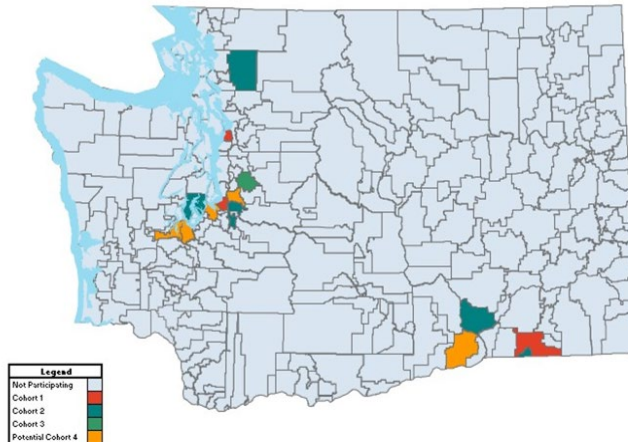 Legend
Not Participating
Cohort 1
Cohort 2
Cohort 3
Potential Cohort 4